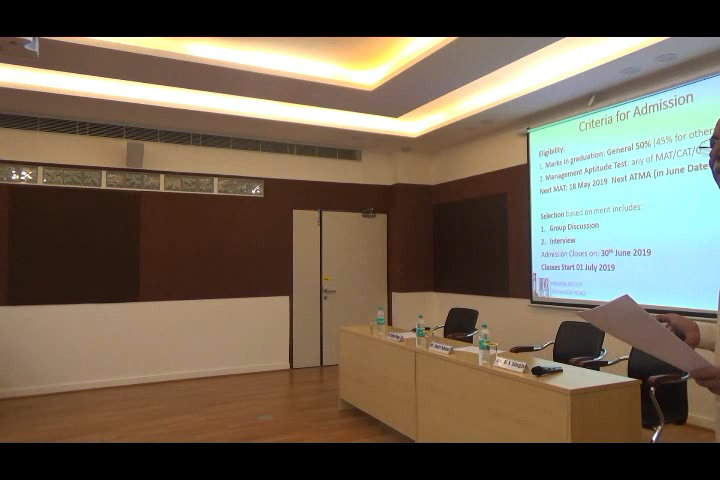 Criteria for Admission
Eligibility:
1. Marks in graduation: General 50% (45% for other
2. Management Aptitude Test: any of MAT/CAT/
Next MAT: 18 May 2019 Next ATMA (in June Date
Selection based on merit includes:
1. Group Discussion
2. Interview
Admission Closes on: 30th June 2019
Classes Start 01 July 2019